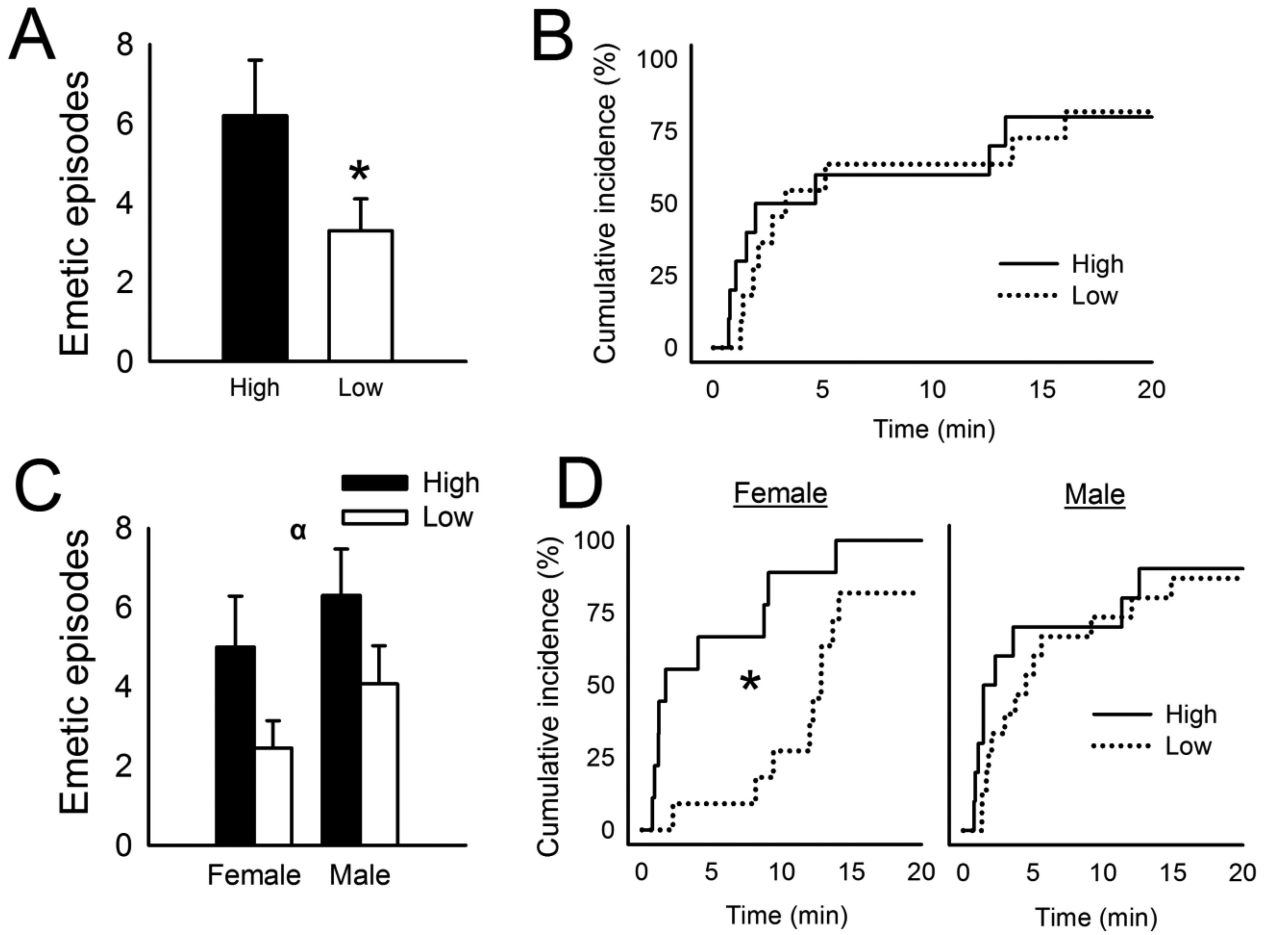 A
Emetic episodes
8
6
4
2
0
*
High
Low
B
Cumulative incidence (%)
100
75
50
25
0
High
Low
0 5 10 15 20
Time (min)
C
High
Low
Emetic episodes
8
6
4
2
0
α
Female
Male
D
Female
Cumulative incidence (%)
100
75
50
25
0
*
0 5 10 15 20
Time (min)
Male
High
Low
0 5 10 15 20
Time (min)